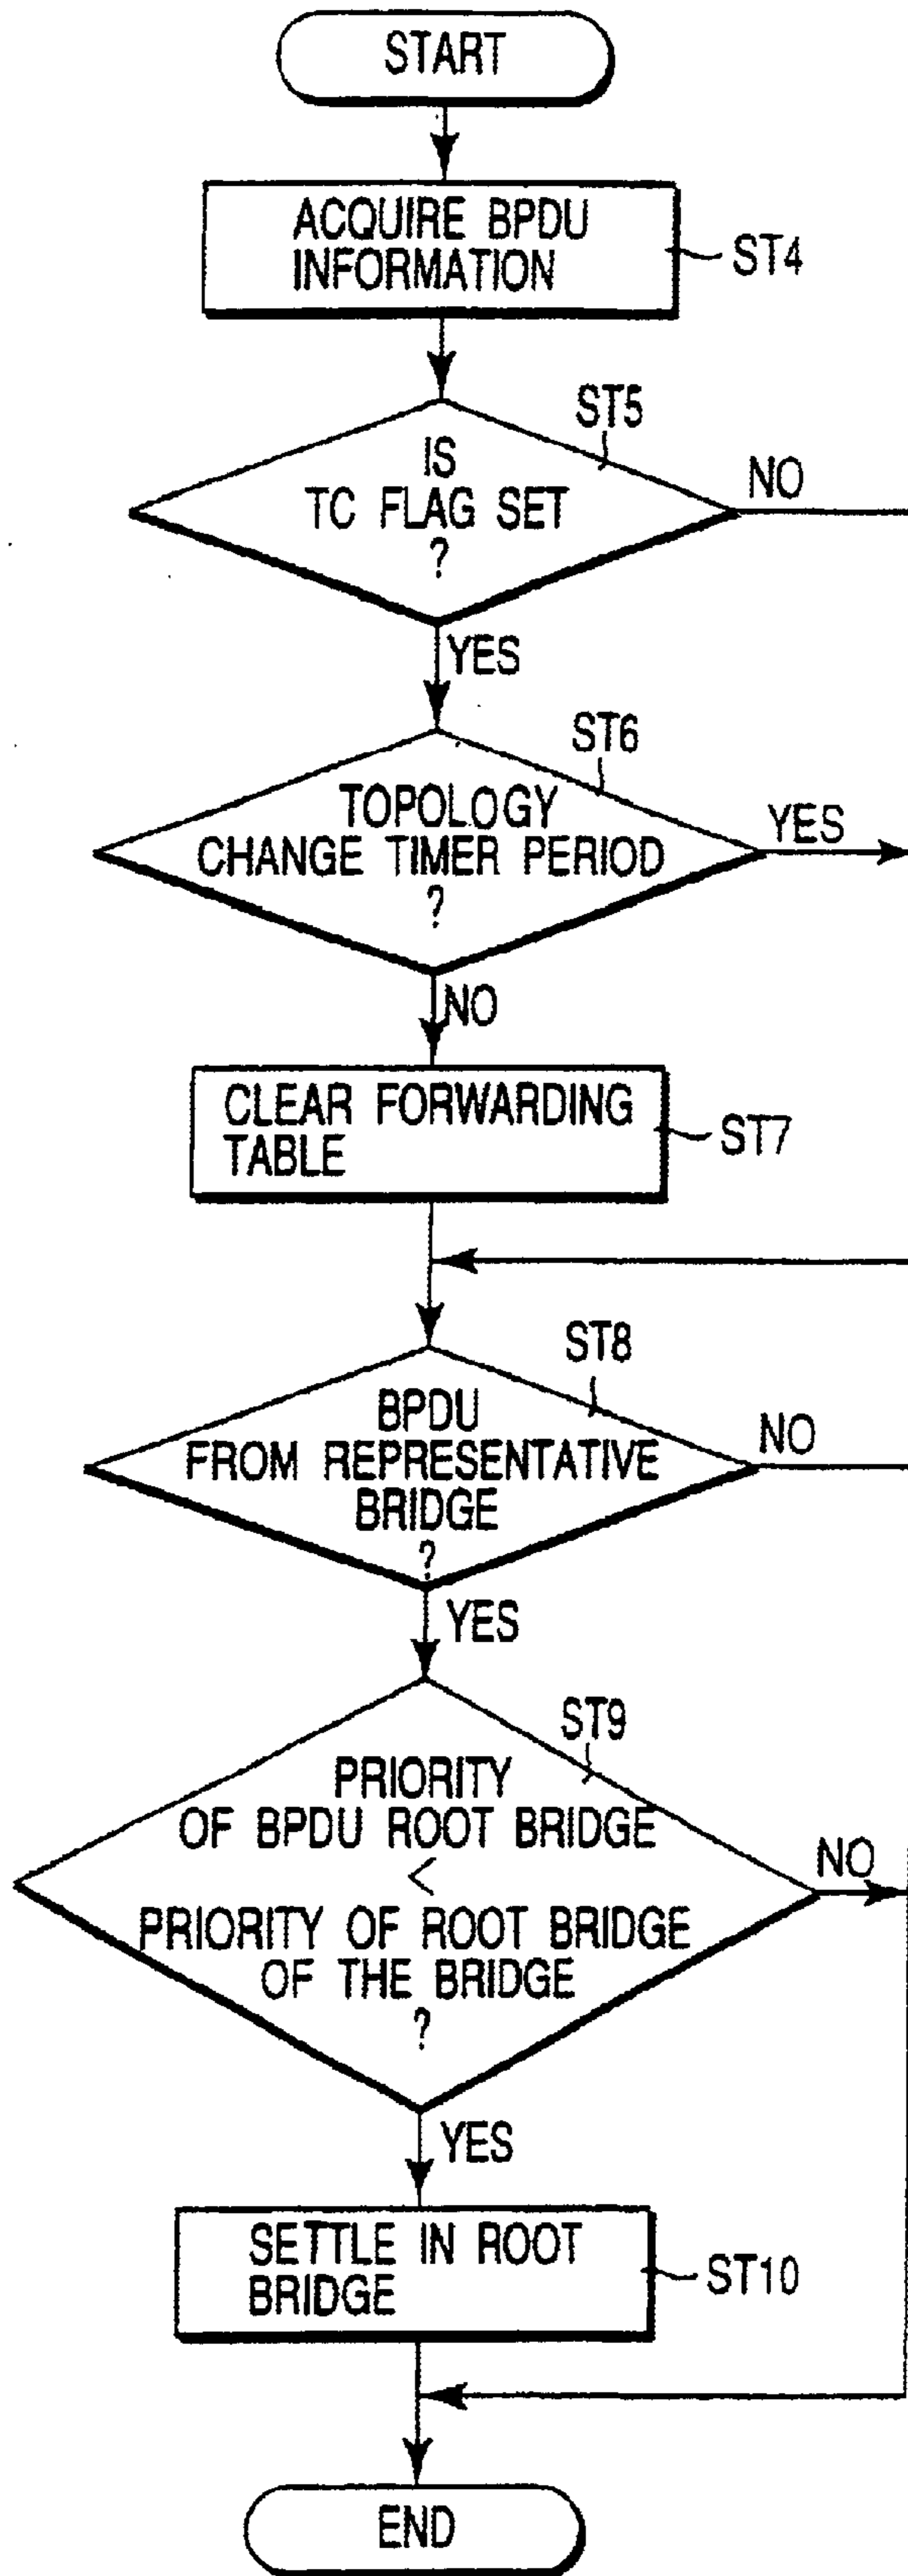 START
ACQUIRE BPDU
INFORMATION
ST4
ST5
IS
TC FLAG SET
?
NO
YES
ST6
TOPOLOGY
CHANGE TIMER PERIOD
?
YES
NO
CLEAR FORWARDING
TABLE
ST7
ST8
BPDU
FROM REPRESENTATIVE
BRIDGE
?
NO
YES
ST9
PRIORITY
OF BPDU ROOT BRIDGE
<
PRIORITY OF ROOT BRIDGE
OF THE BRIDGE
?
NO
YES
SETTLE IN ROOT
BRIDGE
ST10
END